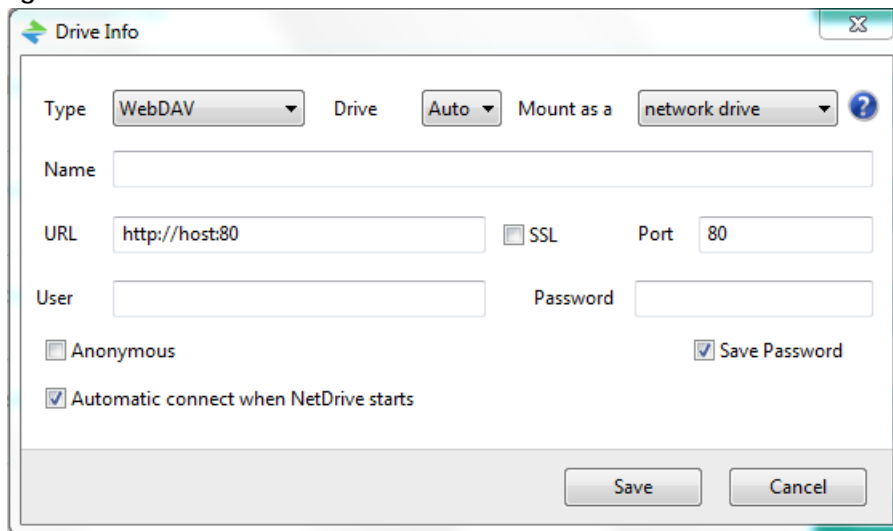 Drive Info
Type WebDAV Drive Auto Mount as a network drive ?
Name
URL http://host:80 SSL Port 80
User Password
Anonymous Save Password
Automatic connect when NetDrive starts
Save Cancel